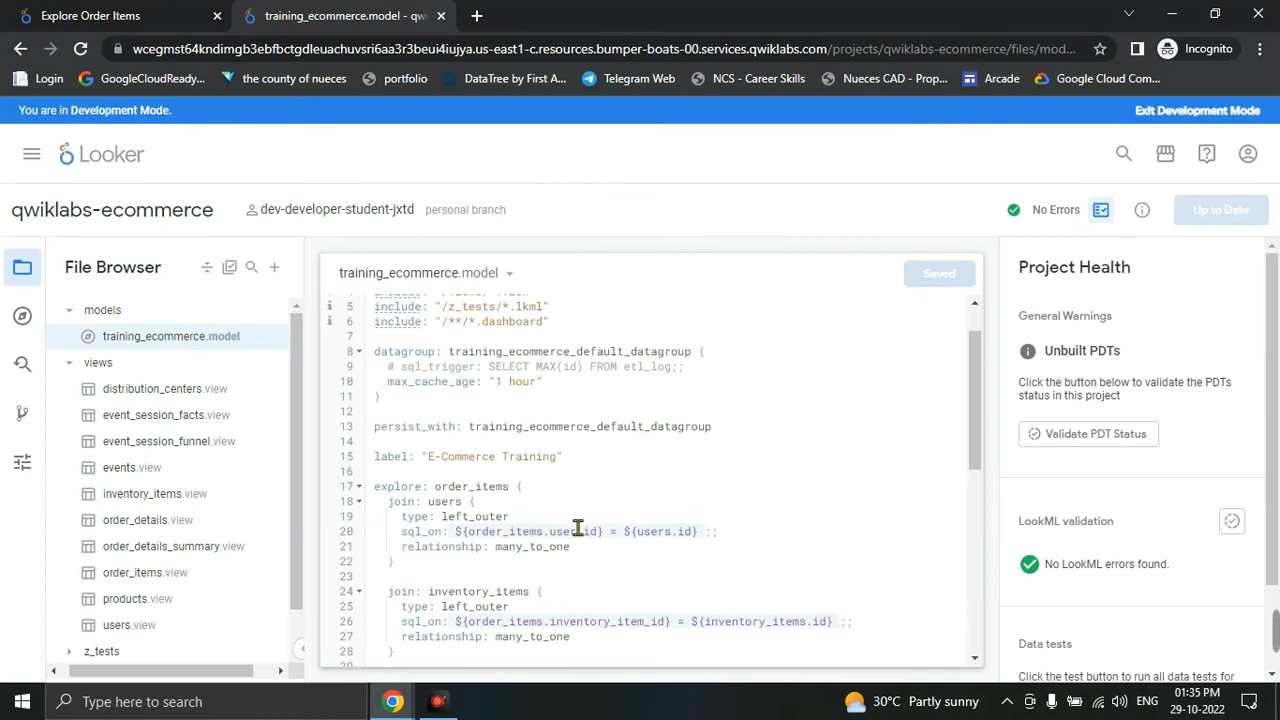 Explore Order Items
training_ecommerce.model - qwi
wcegmst64kndimgb3ebfbctgdleuachuvsri6aa3r3beui4iujya.us-east1-c.resources.bumper-boats-00.services.qwiklabs.com/projects/qwiklabs-ecommerce/files/mod...
Incognito
Login
GoogleCloudReady...
the county of nueces
portfolio
DataTree by First A...
Telegram Web
NCS - Career Skills
Nueces CAD - Prop...
Arcade
Google Cloud Com...
You are in Development Mode.
Exit Development Mode
Looker
qwiklabs-ecommerce
dev-developer-student-jxtd
personal branch
No Errors
Up to Date
File Browser
models
training_ecommerce.model
views
distribution_centers.view
event_session_facts.view
event_session_funnel.view
events.view
inventory_items.view
order_details.view
order_details_summary.view
order_items.view
products.view
users.view
z_tests
training_ecommerce.model
Saved
5 include: "/z_tests/*.lkml"
6 include: "/**/*.dashboard"
7
8 datagroup: training_ecommerce_default_datagroup {
9 # sql_trigger: SELECT MAX(id) FROM etl_log;;
10 max_cache_age: "1 hour"
11 }
12
13 persist_with: training_ecommerce_default_datagroup
14
15 label: "E-Commerce Training"
16
17 explore: order_items {
18 join: users {
19 type: left_outer
20 sql_on: ${order_items.user_id} = ${users.id} ;;
21 relationship: many_to_one
22 }
23
24 join: inventory_items {
25 type: left_outer
26 sql_on: ${order_items.inventory_item_id} = ${inventory_items.id} ;;
27 relationship: many_to_one
28 }
Project Health
General Warnings
Unbuilt PDTs
Click the button below to validate the PDTs
status in this project
Validate PDT Status
LookML validation
No LookML errors found.
Data tests
Click the test button to run all data tests for
Type here to search
30°C Partly sunny
ENG
01:35 PM
29-10-2022